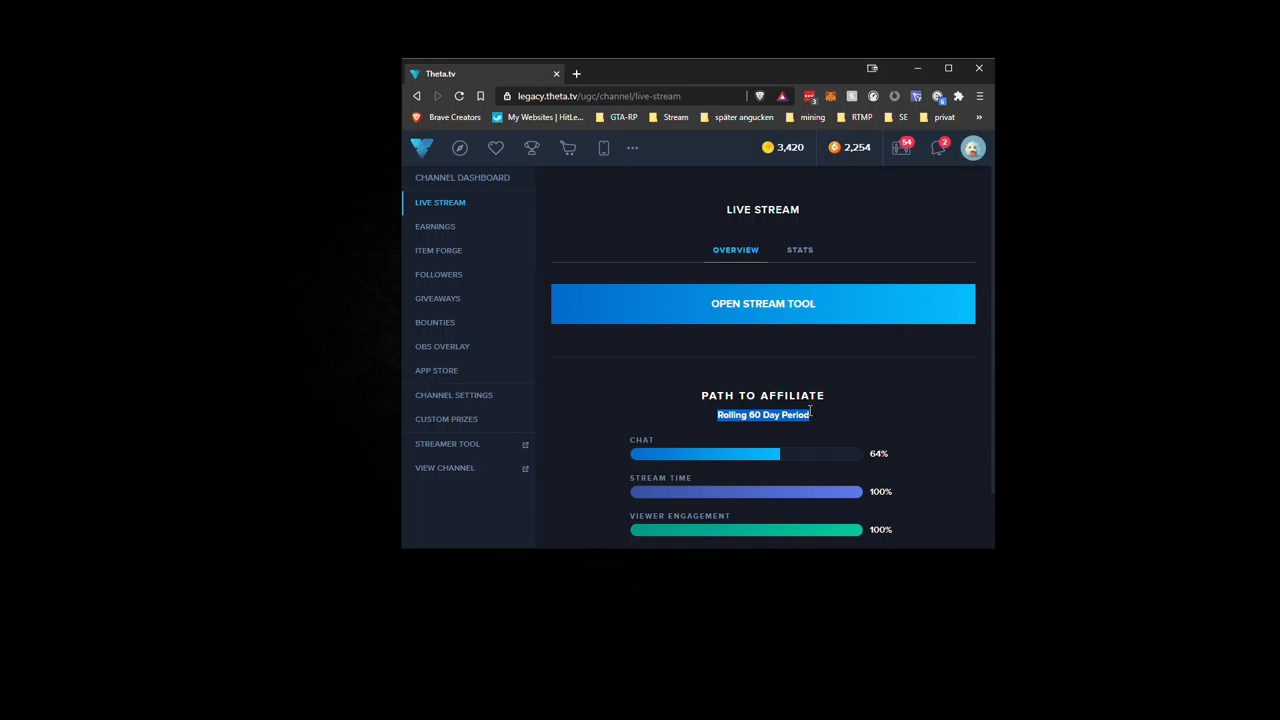 Theta.tv
legacy.theta.tv/ugc/channel/live-stream
3
6
Brave Creators
My Websites | HitLe...
GTA-RP
Stream
später angucken
mining
RTMP
SE
privat
»
3,420
2,254
54
2
CHANNEL DASHBOARD
LIVE STREAM
EARNINGS
ITEM FORGE
FOLLOWERS
GIVEAWAYS
BOUNTIES
OBS OVERLAY
APP STORE
CHANNEL SETTINGS
CUSTOM PRIZES
STREAMER TOOL
VIEW CHANNEL
LIVE STREAM
OVERVIEW
STATS
OPEN STREAM TOOL
PATH TO AFFILIATE
Rolling 60 Day Period
CHAT
64%
STREAM TIME
100%
VIEWER ENGAGEMENT
100%